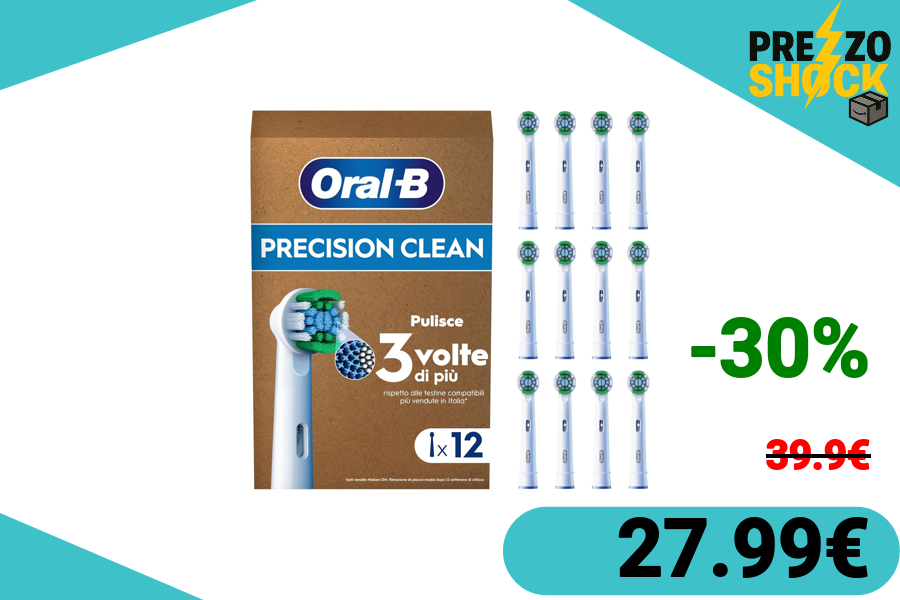 PREZZO
SHOCK
Oral-B
PRECISION CLEAN
Pulisce
3 volte
di più
rispetto alle testine compatibili
più vendute in Italia*
x 12
-30%
39.9€
27.99€